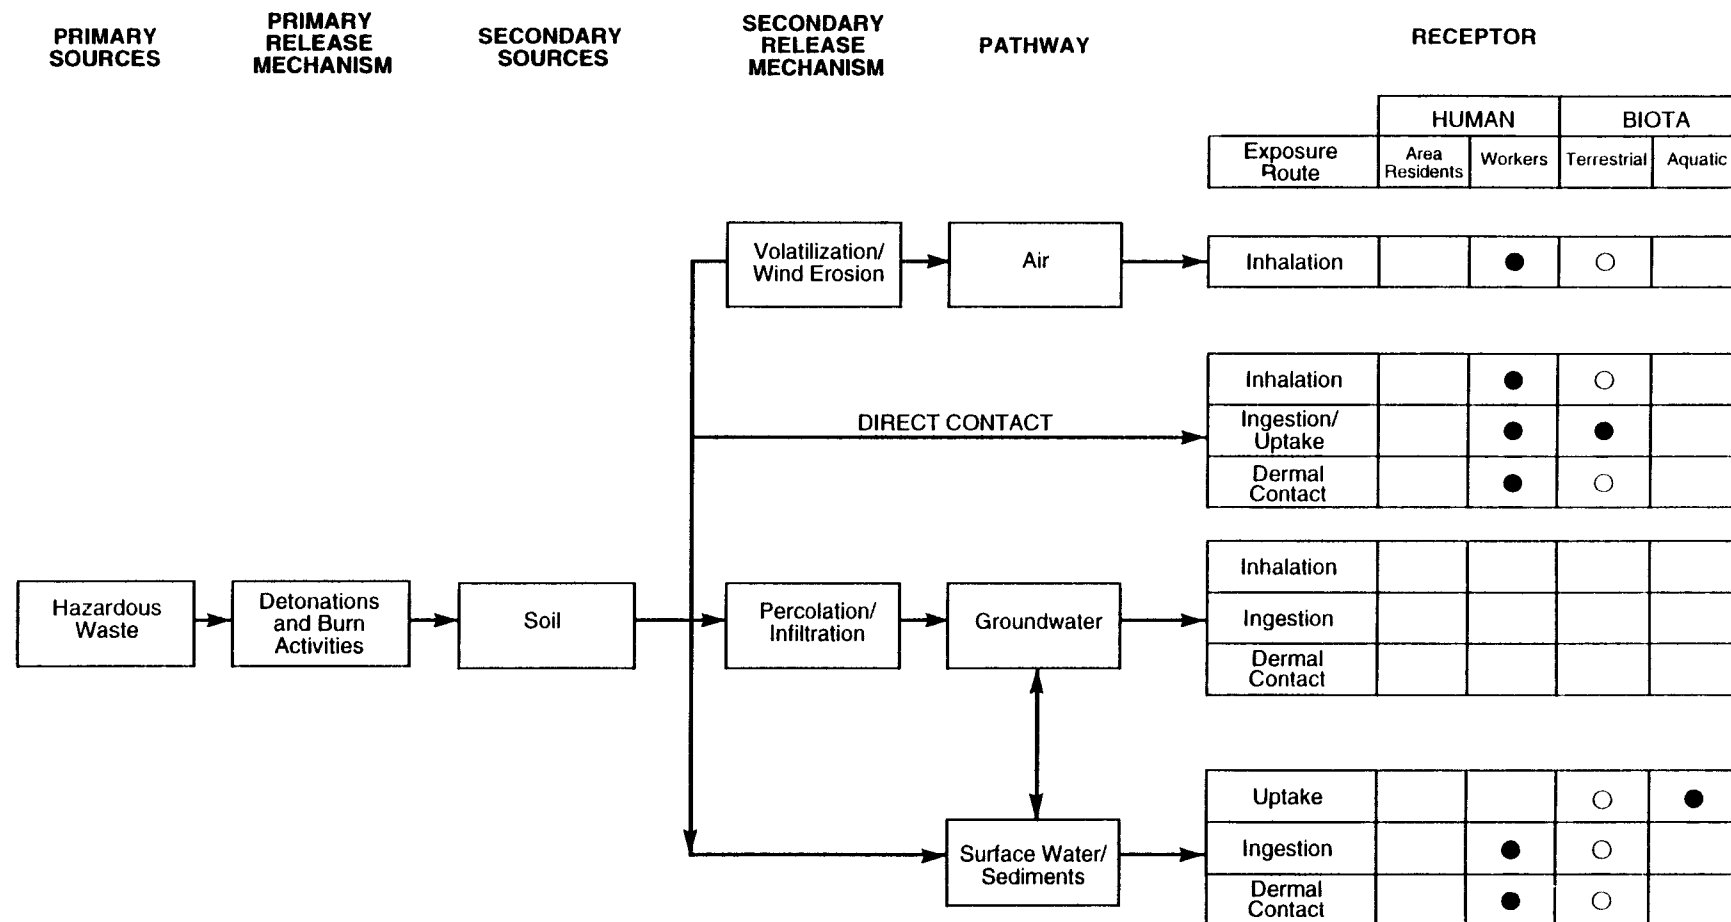 PRIMARY
SOURCES
PRIMARY
RELEASE
MECHANISM
SECONDARY
SOURCES
SECONDARY
RELEASE
MECHANISM
PATHWAY
RECEPTOR
HUMAN
BIOTA
Exposure
Route
Area
Residents
Workers
Terrestrial
Aquatic
Volatilization/
Wind Erosion
Air
Inhalation
DIRECT CONTACT
Inhalation
Ingestion/
Uptake
Dermal
Contact
Hazardous
Waste
Detonations
and Burn
Activities
Soil
Percolation/
Infiltration
Groundwater
Inhalation
Ingestion
Dermal
Contact
Surface Water/
Sediments
Uptake
Ingestion
Dermal
Contact